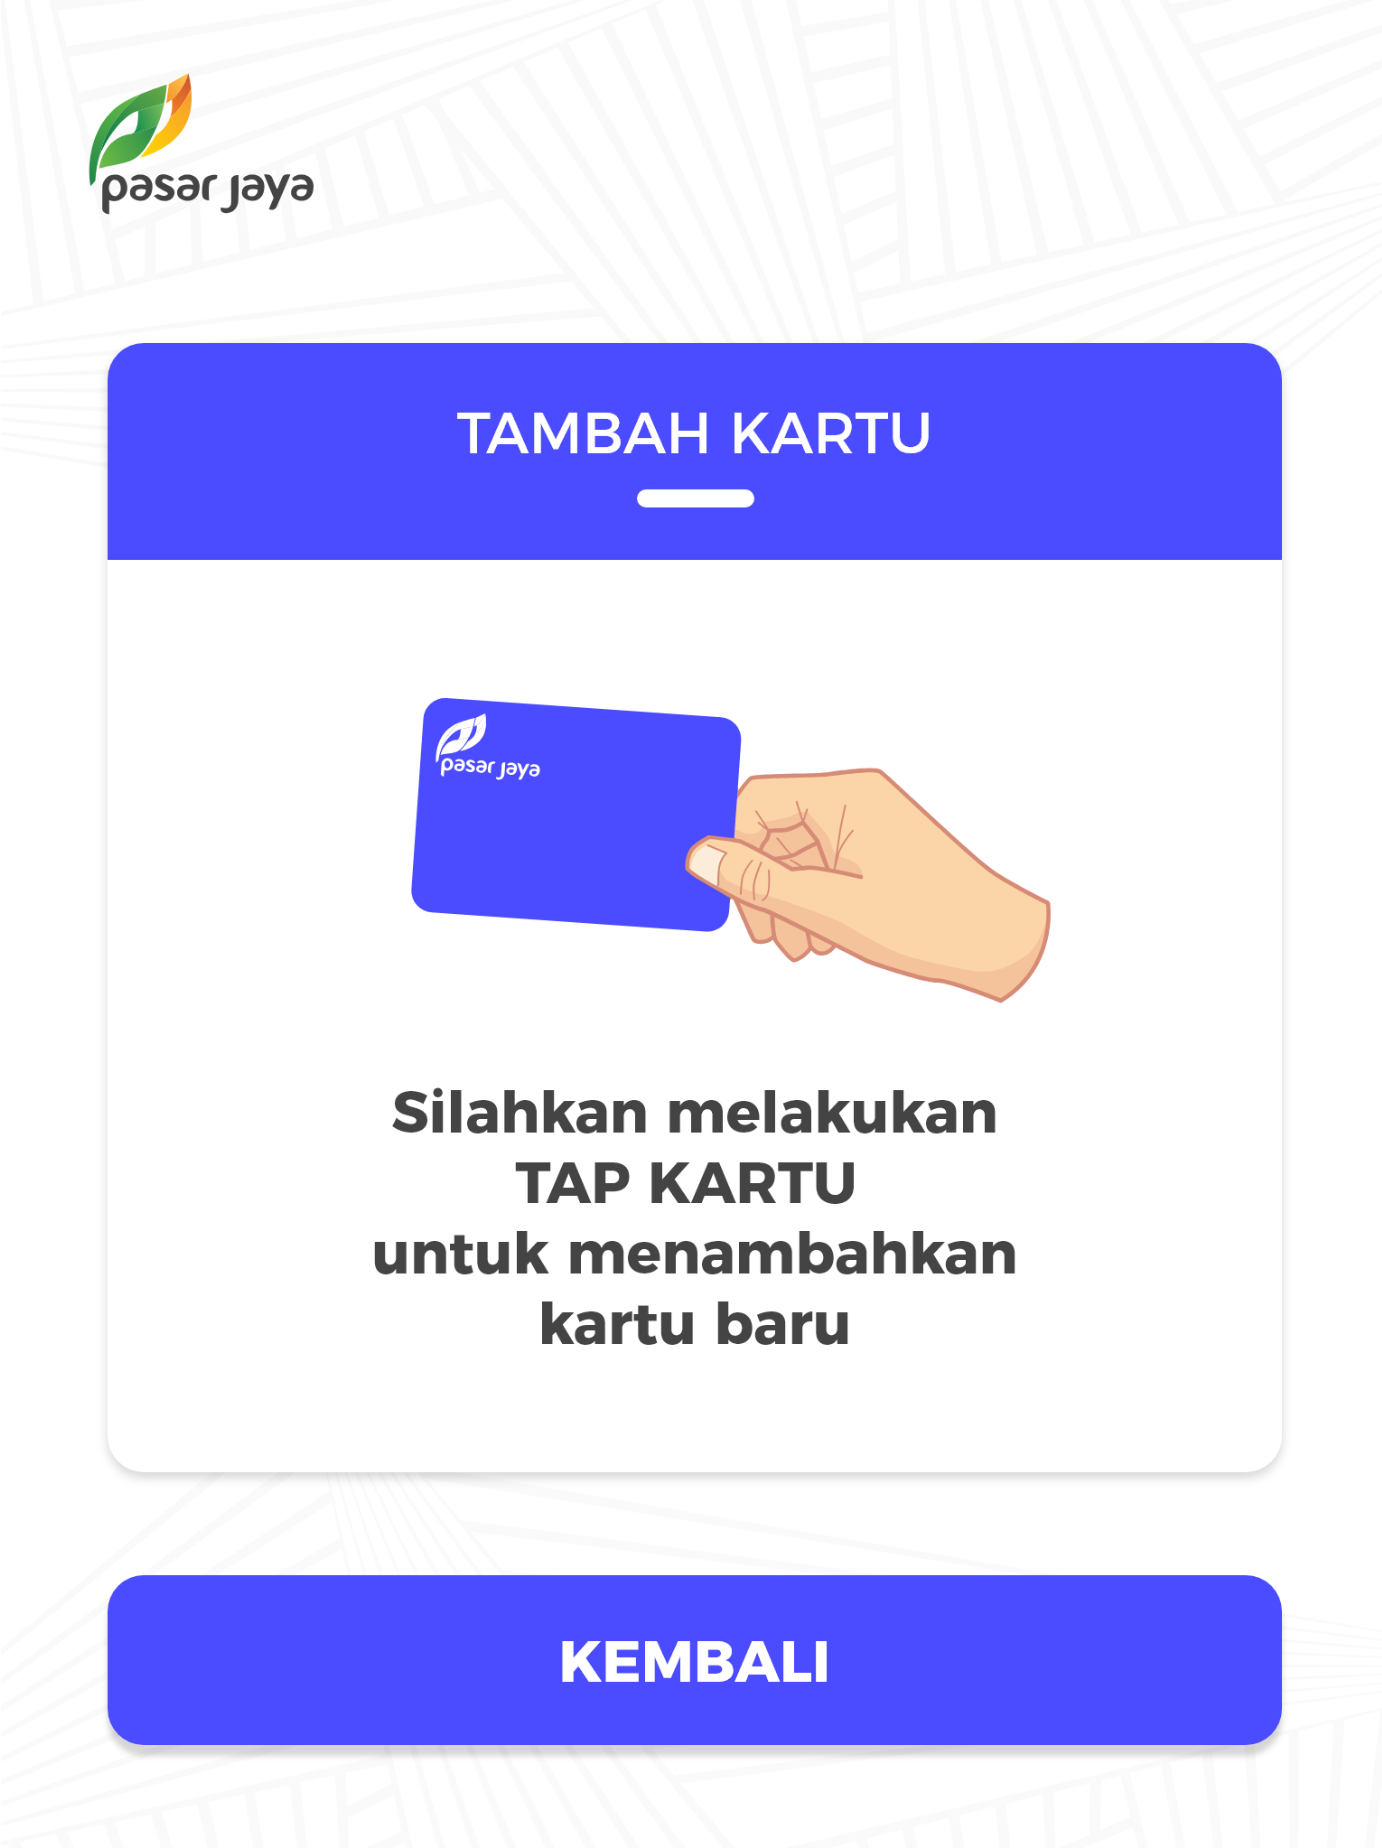 pasar jaya
TAMBAH KARTU
pasar jaya
Silahkan melakukan
TAP KARTU
untuk menambahkan
kartu baru
KEMBALI